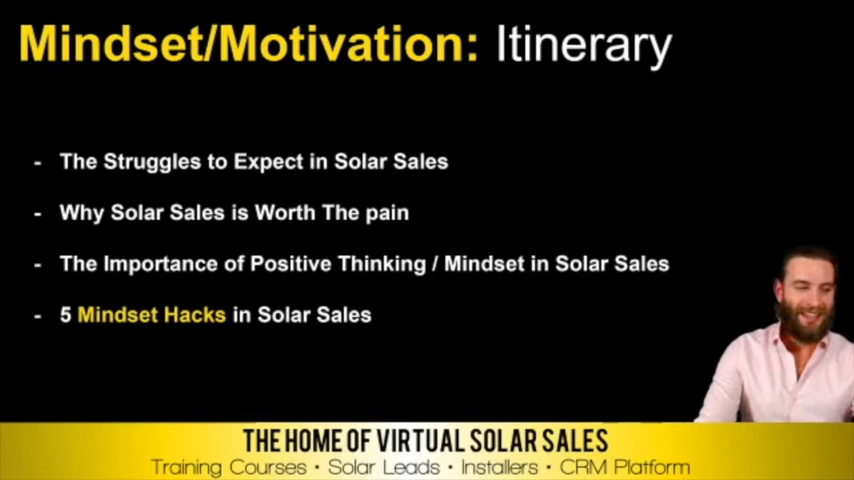 Mindset/Motivation: Itinerary
- The Struggles to Expect in Solar Sales
- Why Solar Sales is Worth The pain
- The Importance of Positive Thinking / Mindset in Solar Sales
- 5 Mindset Hacks in Solar Sales
THE HOME OF VIRTUAL SOLAR SALES
Training Courses • Solar Leads • Installers • CRM Platform